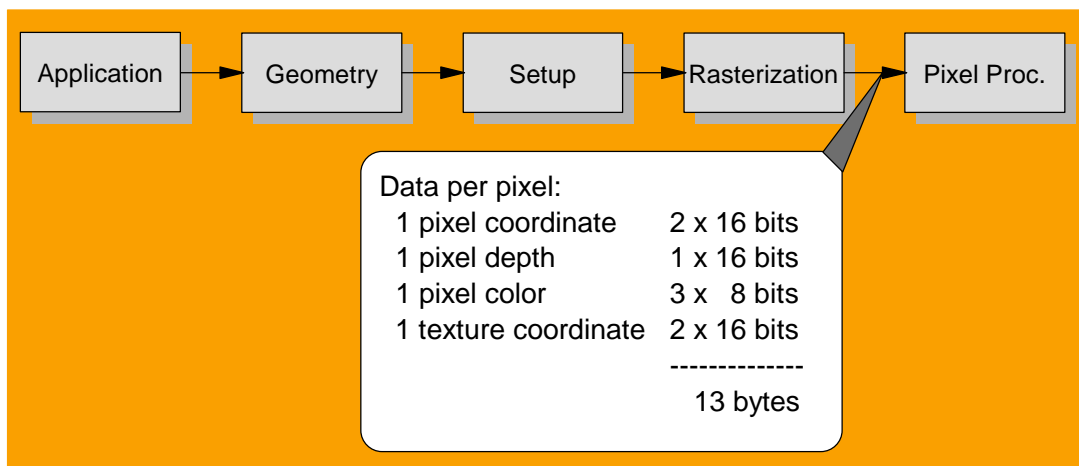 Application Geometry Setup Rasterization Pixel Proc.
Data per pixel:
1 pixel coordinate 2 x 16 bits
1 pixel depth 1 x 16 bits
1 pixel color 3 x 8 bits
1 texture coordinate 2 x 16 bits
--------------
13 bytes